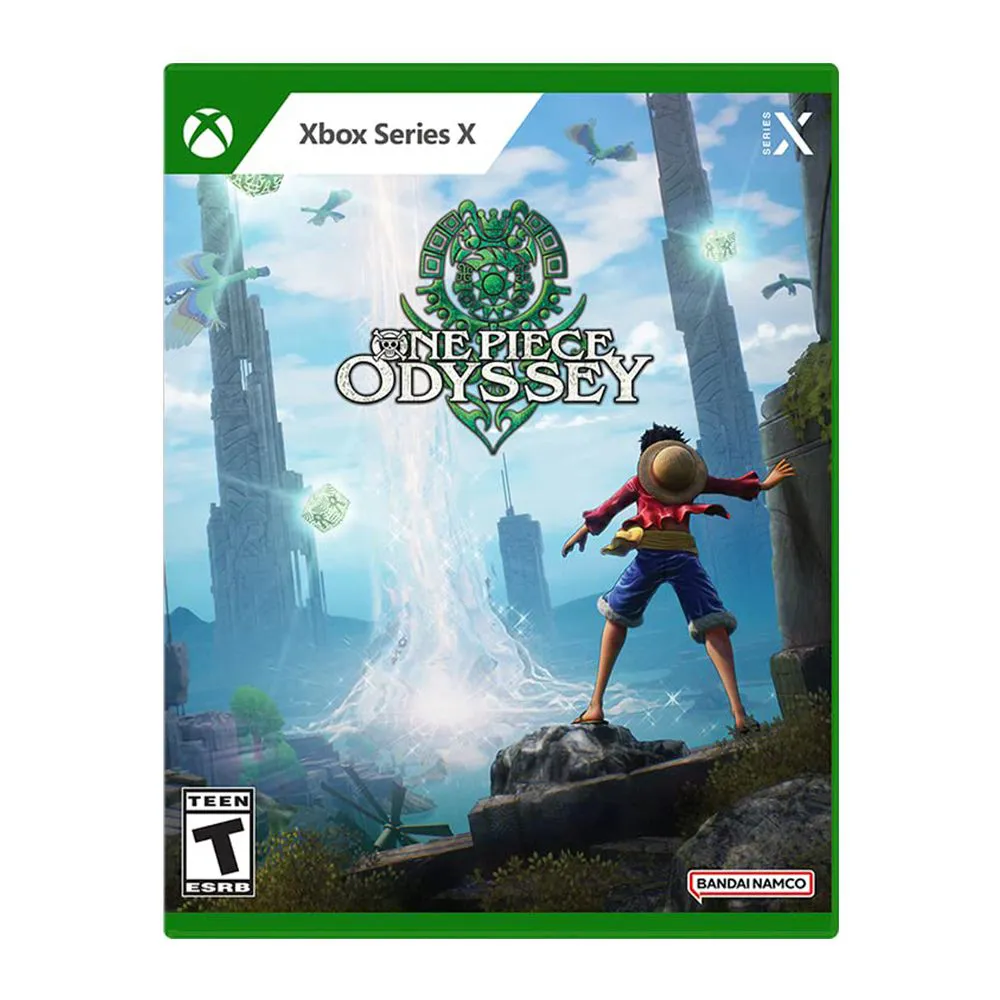 Xbox Series X
SERIES X
ONE PIECE
ODYSSEY
TEEN
T
ESRB
BANDAI NAMCO